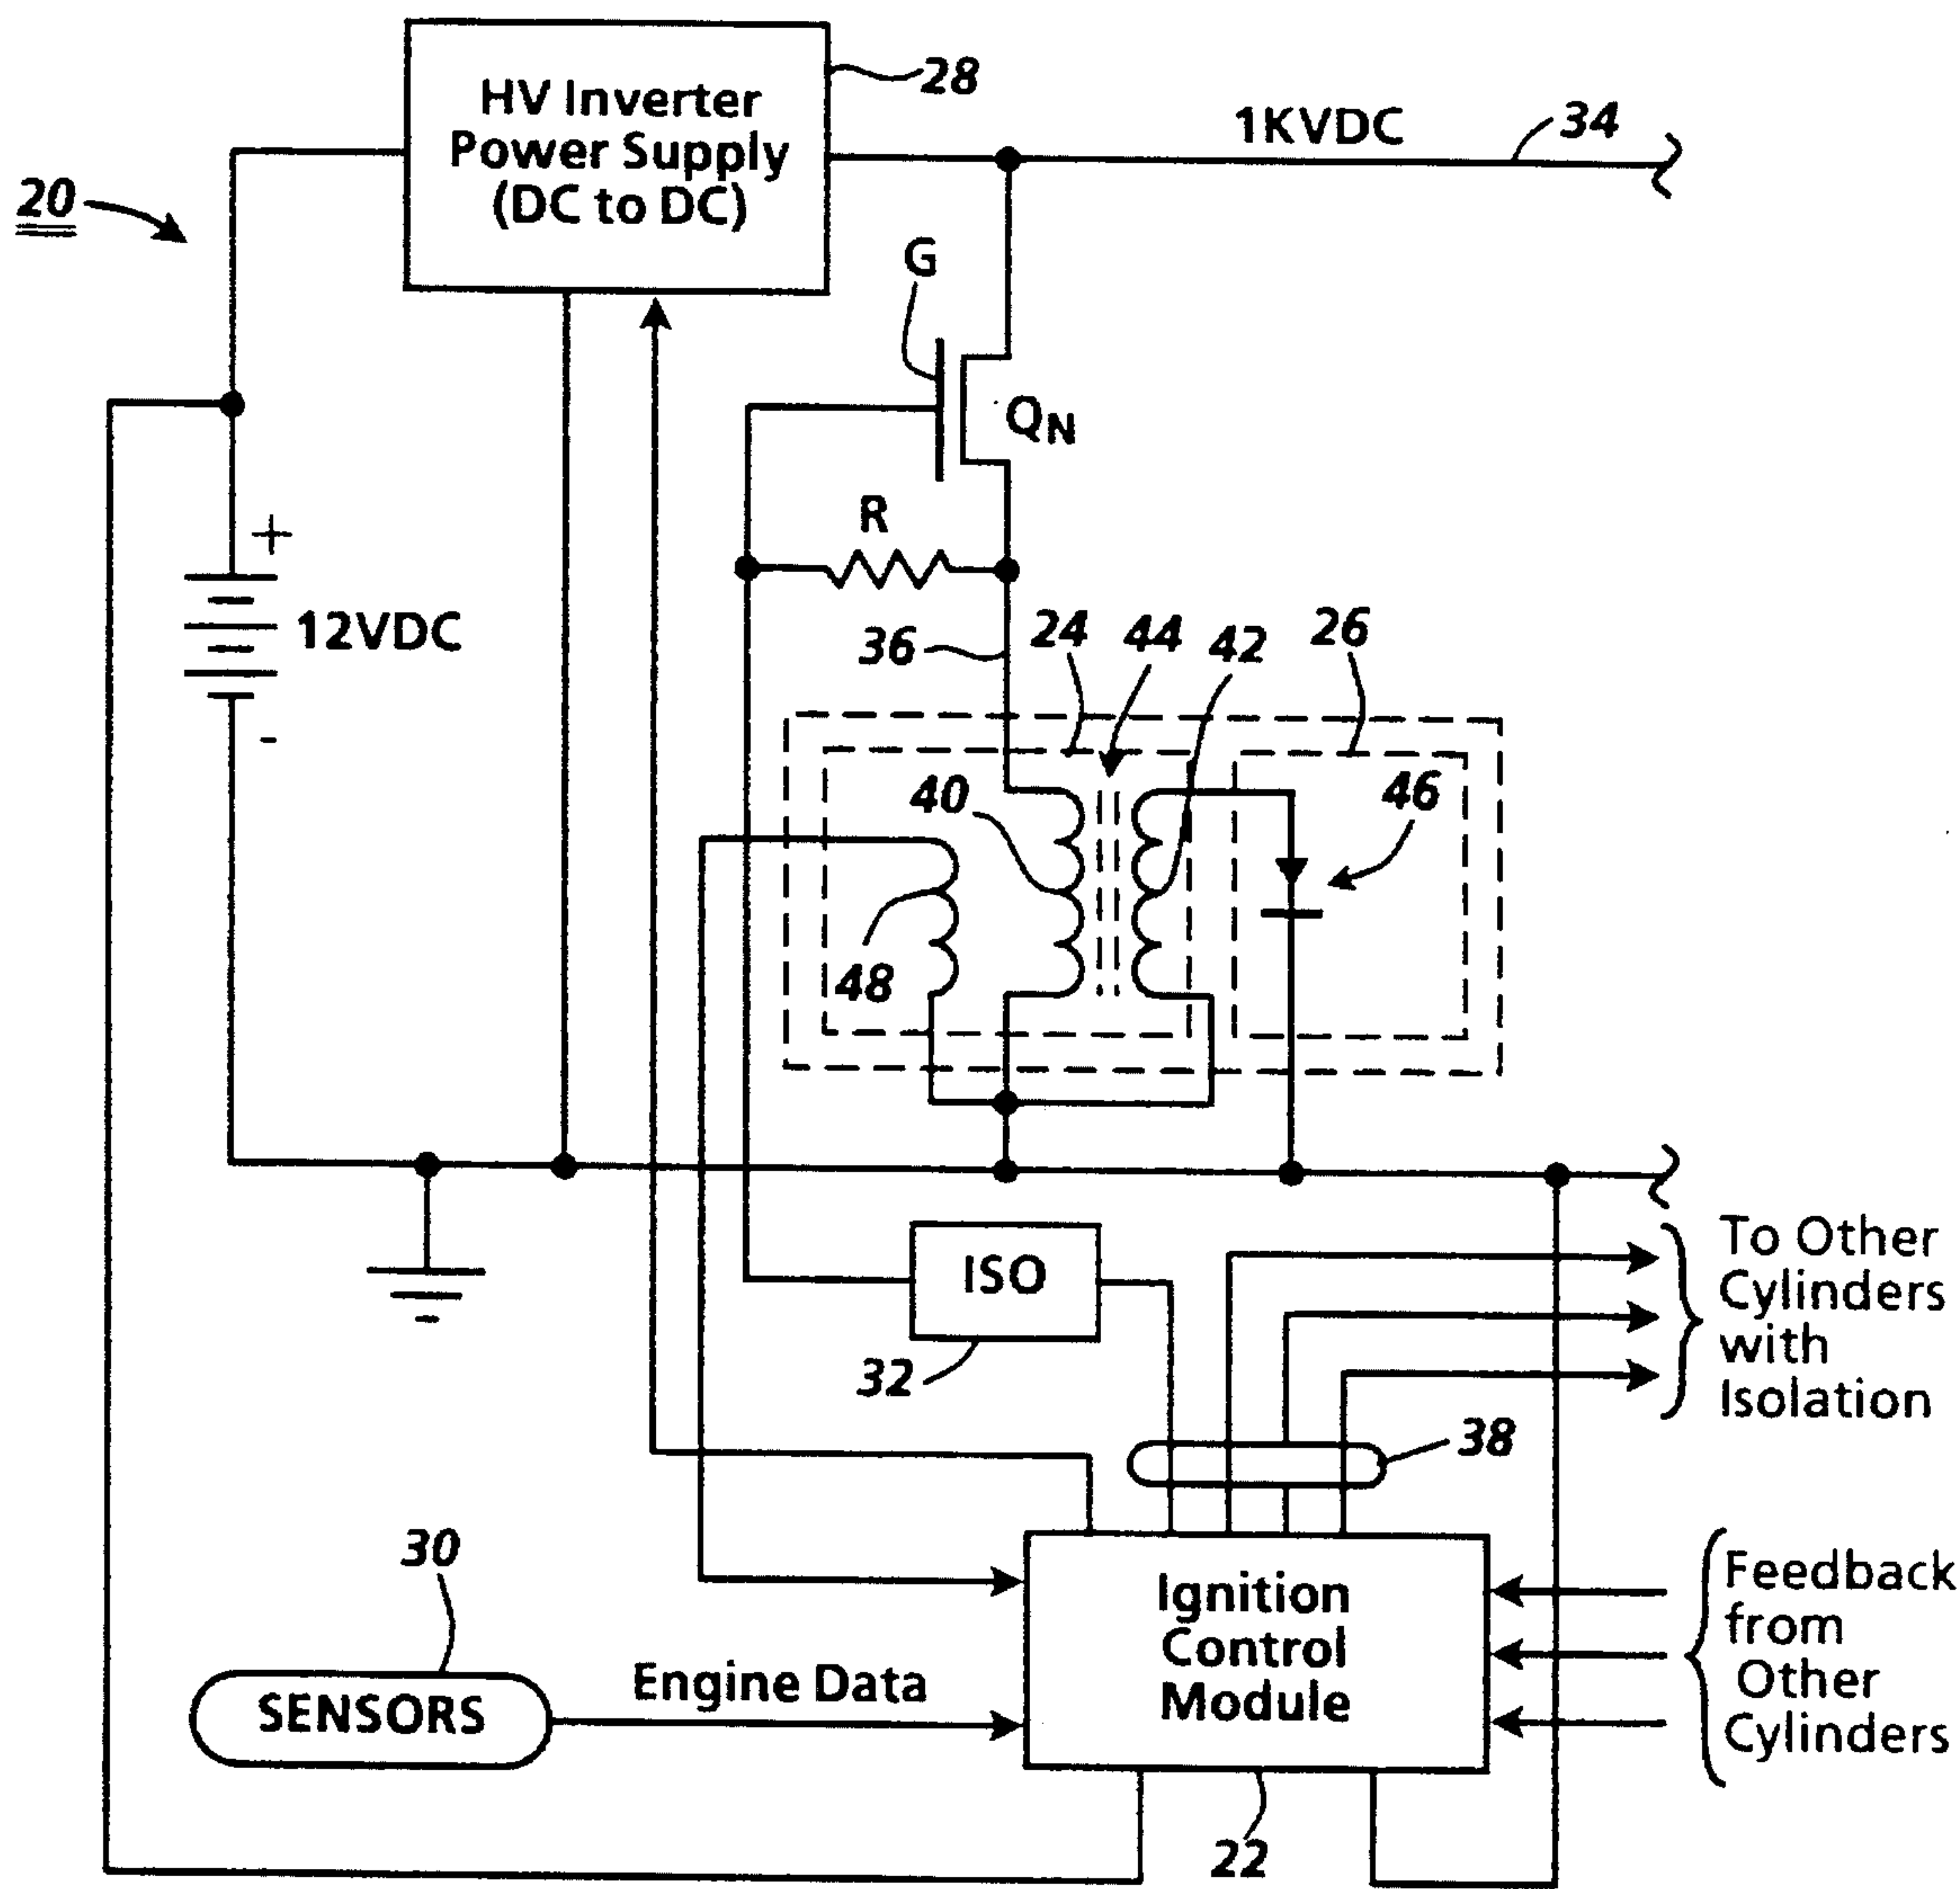 HV Inverter
Power Supply
(DC to DC)
28
1KVDC
34
20
G
QN
R
+
12VDC
-
36
24
44
42
26
40
46
48
ISO
32
To Other
Cylinders
with
Isolation
38
30
SENSORS
Engine Data
Ignition
Control
Module
Feedback
from
Other
Cylinders
22